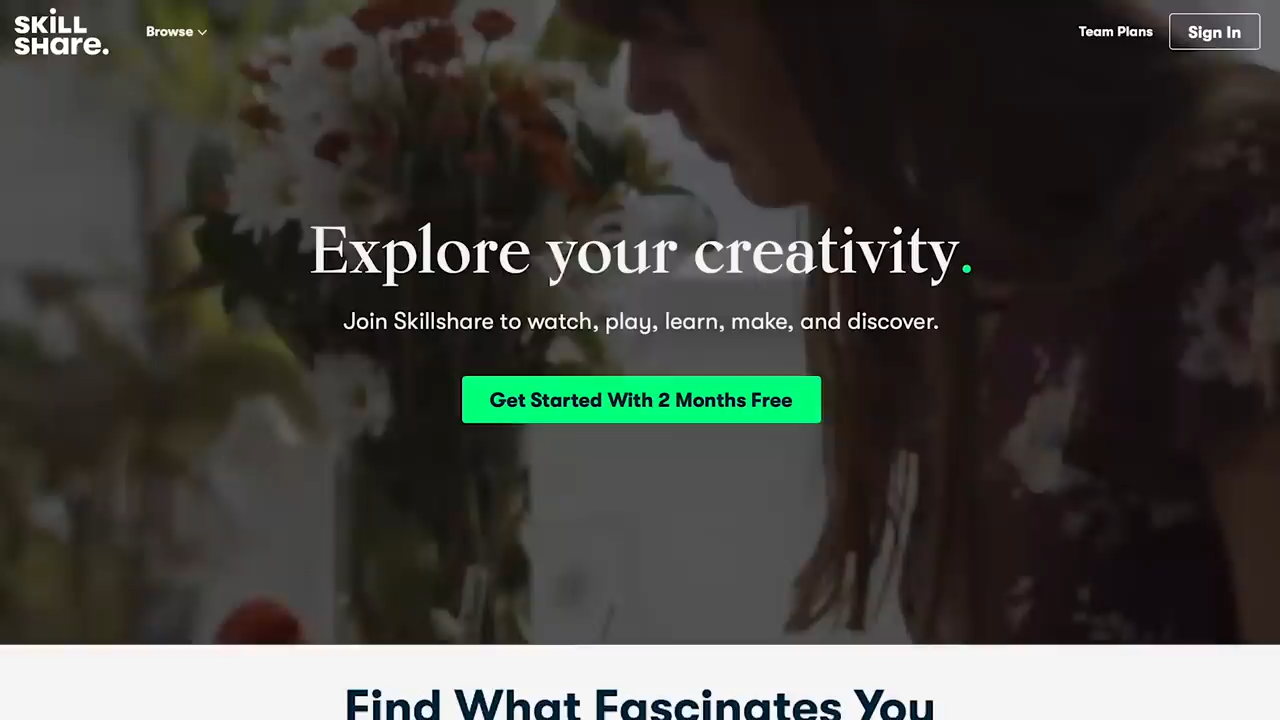 SKiLL
SHare.
Browse
Team Plans
Sign In
Explore your creativity.
Join Skillshare to watch, play, learn, make, and discover.
Get Started With 2 Months Free
Find What Fascinates You